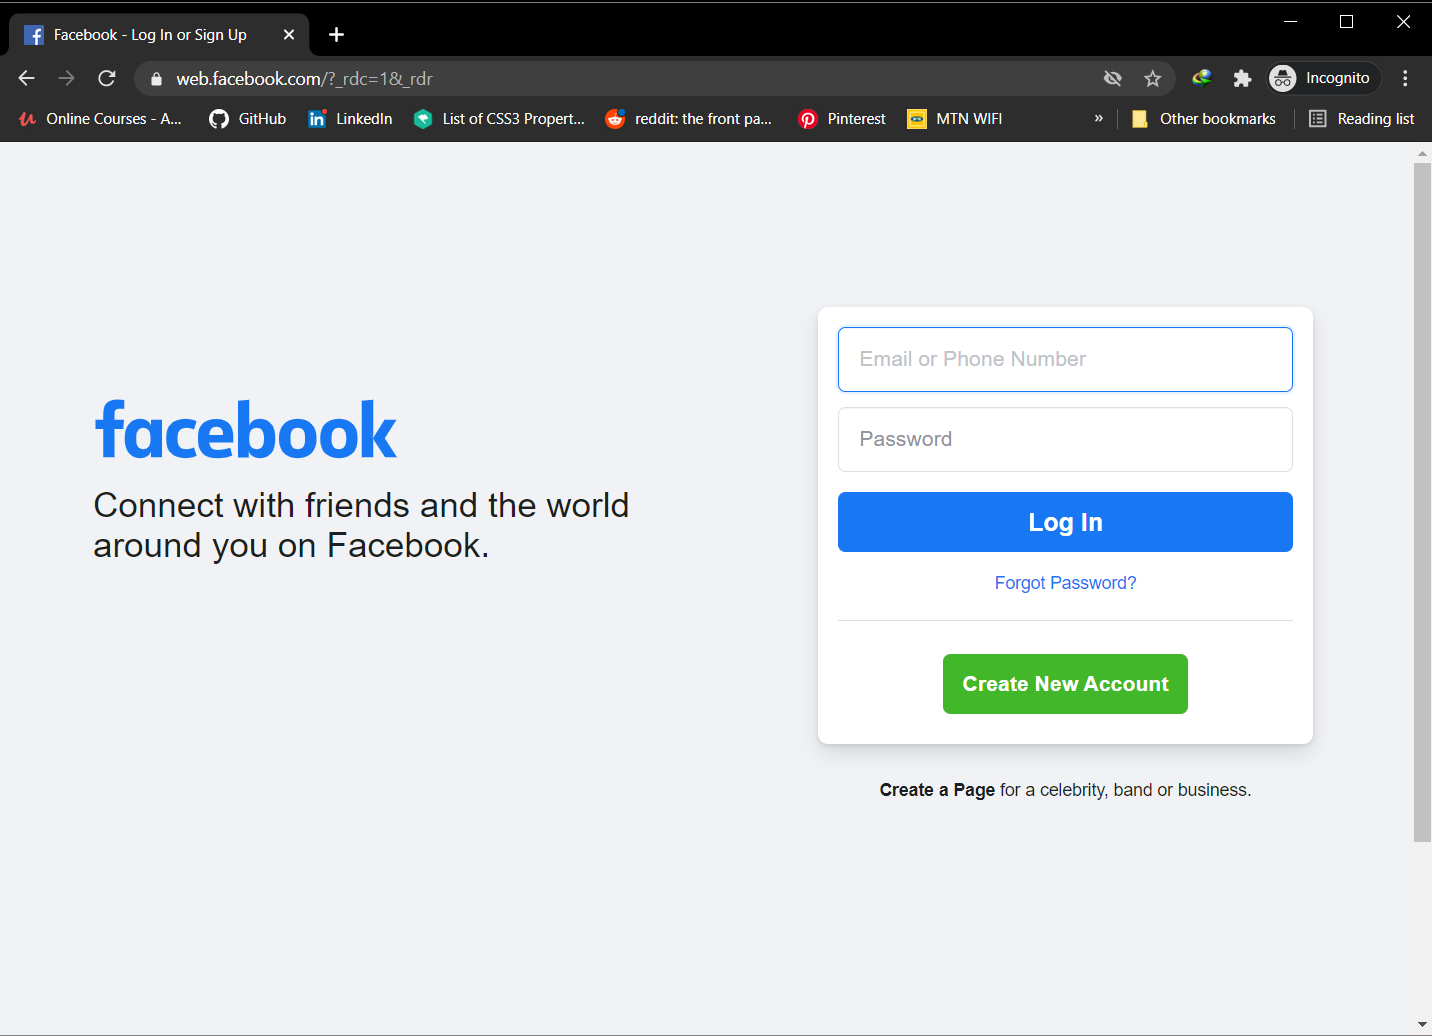 Facebook - Log In or Sign Up
web.facebook.com/?_rdc=1&_rdr
Incognito
Online Courses - A...
GitHub
LinkedIn
List of CSS3 Propert...
reddit: the front pa...
Pinterest
MTN WIFI
»
Other bookmarks
Reading list
Email or Phone Number
facebook
Password
Connect with friends and the world
around you on Facebook.
Log In
Forgot Password?
Create New Account
Create a Page for a celebrity, band or business.